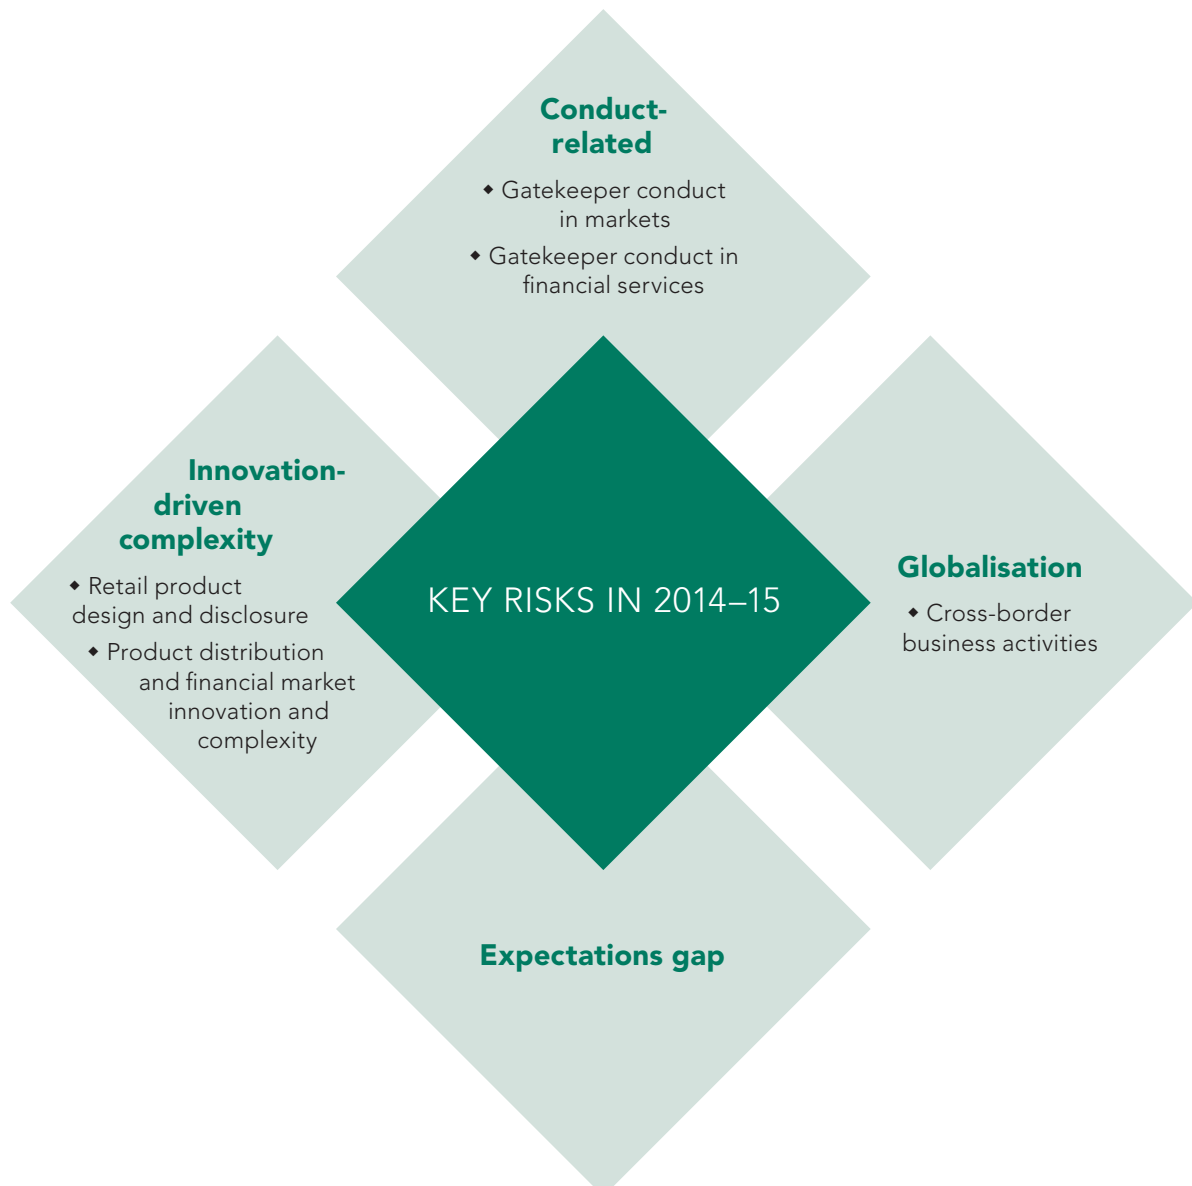 Conduct-
related
◆ Gatekeeper conduct
in markets
◆ Gatekeeper conduct in
financial services
Innovation-
driven
complexity
◆ Retail product
design and disclosure
◆ Product distribution
and financial market
innovation and
complexity
KEY RISKS IN 2014–15
Globalisation
◆ Cross-border
business activities
Expectations gap